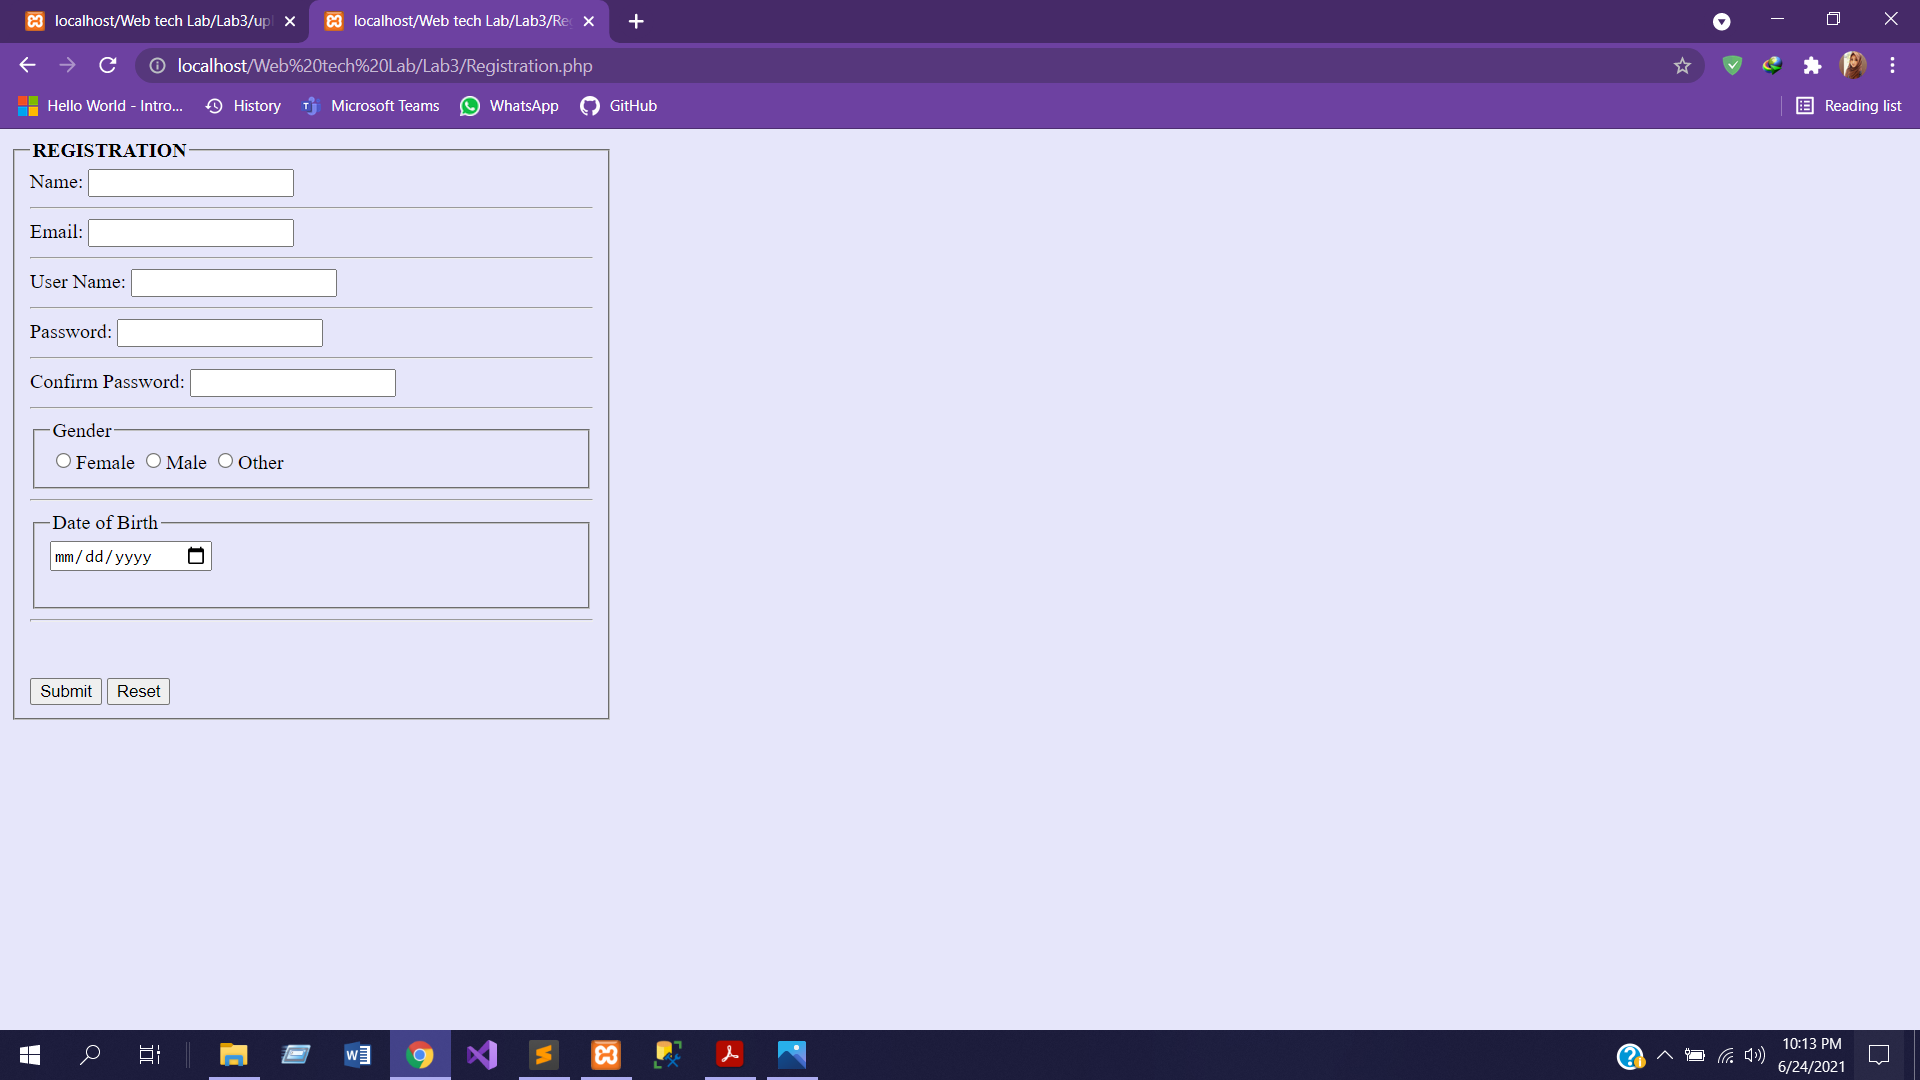 localhost/Web tech Lab/Lab3/upl
localhost/Web tech Lab/Lab3/Reg
localhost/Web%20tech%20Lab/Lab3/Registration.php
Hello World - Intro...
History
Microsoft Teams
WhatsApp
GitHub
Reading list
REGISTRATION
Name:
Email:
User Name:
Password:
Confirm Password:
Gender
Female Male Other
Date of Birth
mm/dd/yyyy
Submit Reset
10:13 PM
6/24/2021